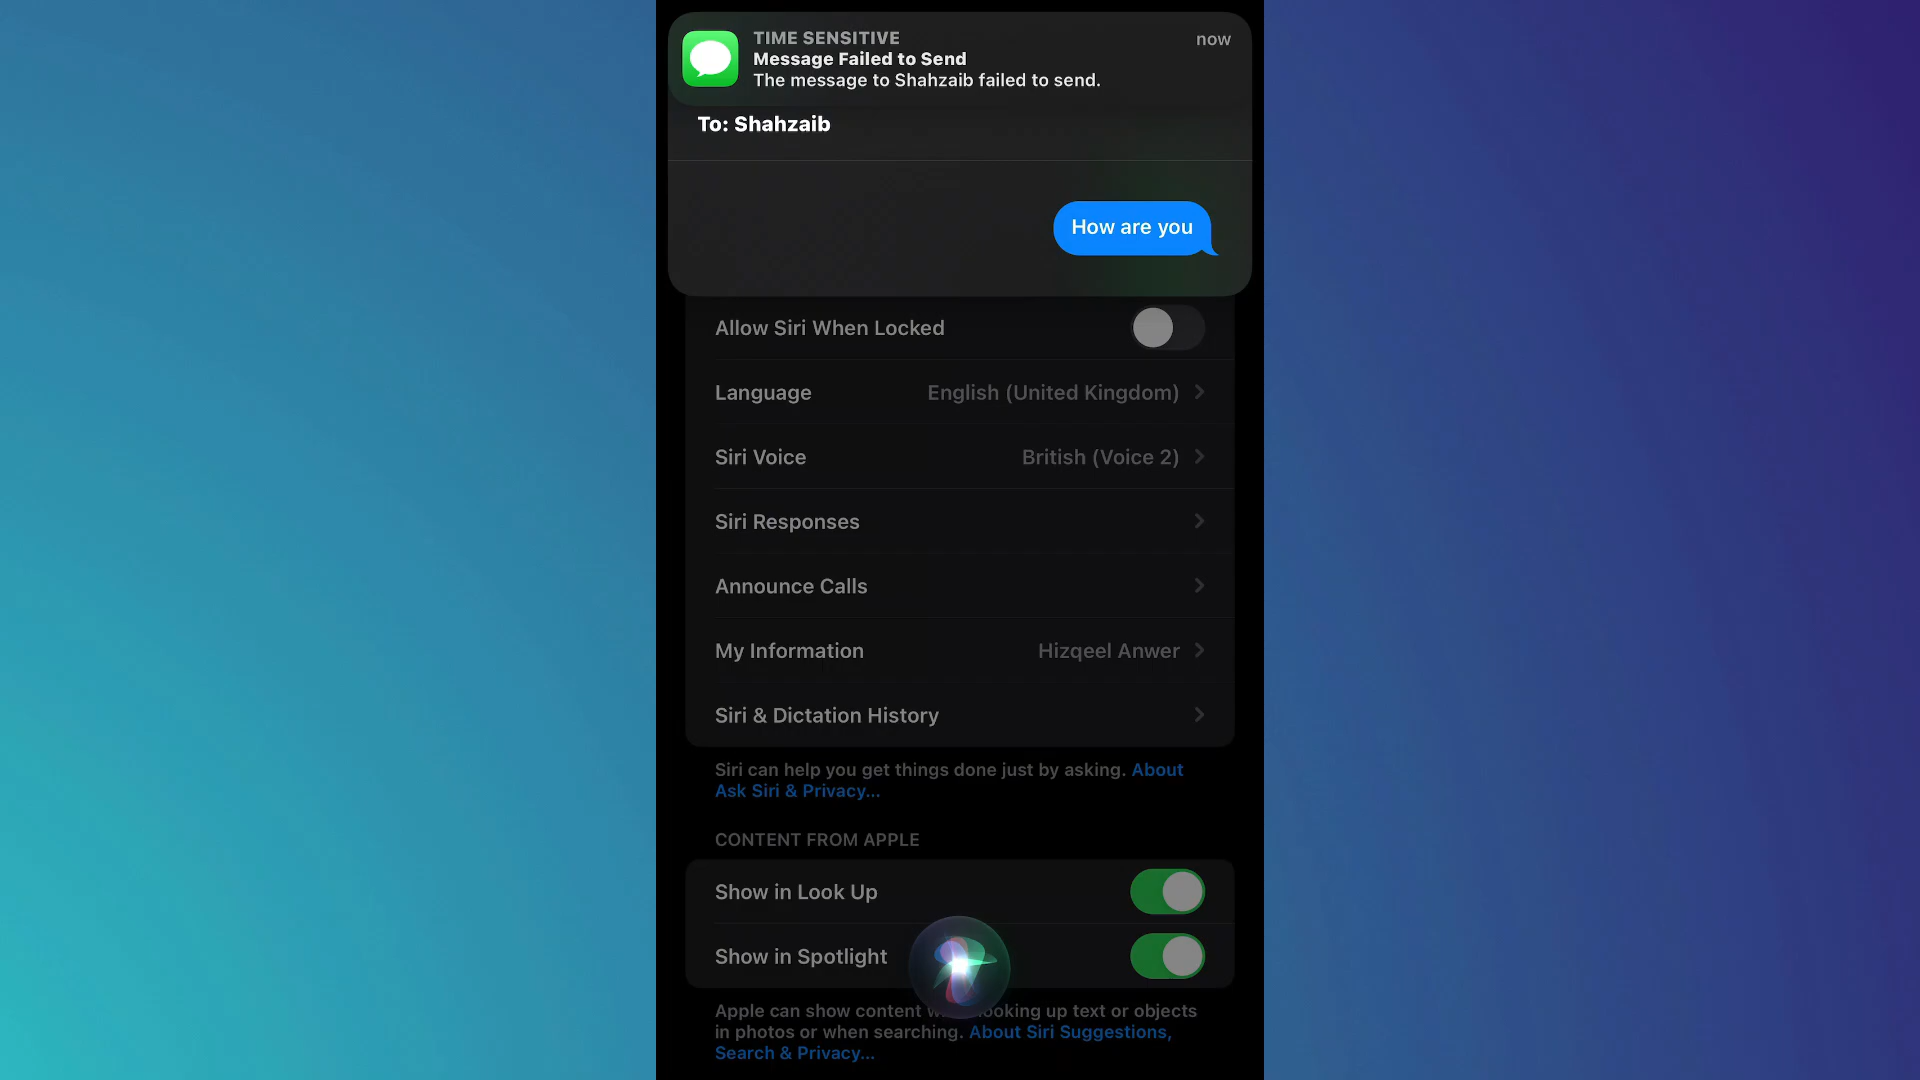 TIME SENSITIVE
now
Message Failed to Send
The message to Shahzaib failed to send.
To: Shahzaib
How are you
Allow Siri When Locked
Language English (United Kingdom)
Siri Voice British (Voice 2)
Siri Responses
Announce Calls
My Information Hizqeel Anwer
Siri & Dictation History
Siri can help you get things done just by asking. About
Ask Siri & Privacy...
CONTENT FROM APPLE
Show in Look Up
Show in Spotlight
Apple can show content looking up text or objects
in photos or when searching. About Siri Suggestions,
Search & Privacy...